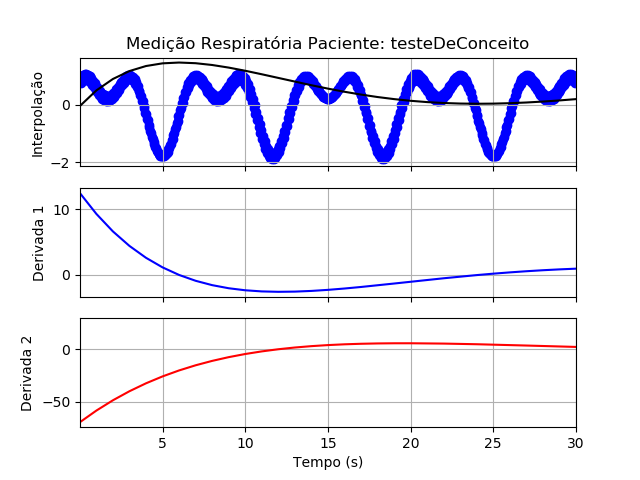 Medição Respiratória Paciente: testeDeConceito
Interpolação
0
−2
Derivada 1
10
0
Derivada 2
0
−50
5
10
15
20
25
30
Tempo (s)